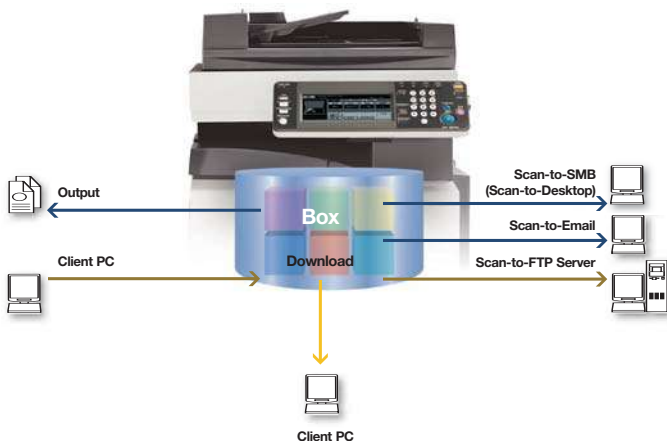 Output
Box
Scan-to-SMB
(Scan-to-Desktop)
Scan-to-Email
Client PC
Download
Scan-to-FTP Server
Client PC